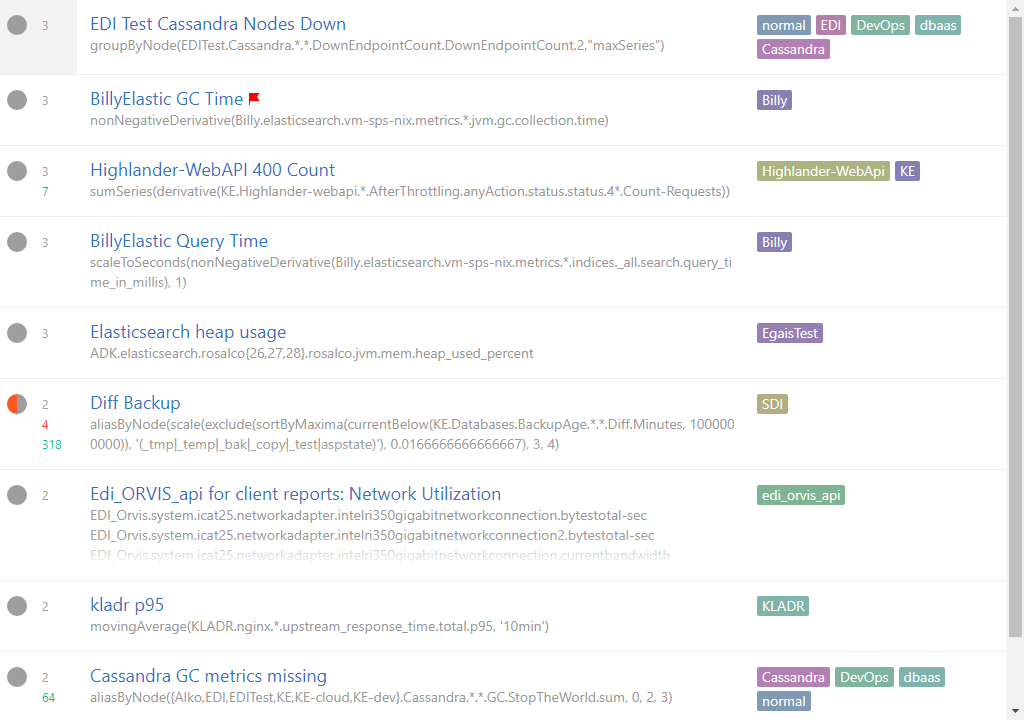 3 EDI Test Cassandra Nodes Down normal EDI DevOps dbaas
groupByNode(EDITest.Cassandra.*.*.DownEndpointCount.DownEndpointCount,2,"maxSeries") Cassandra
3 BillyElastic GC Time Billy
nonNegativeDerivative(Billy.elasticsearch.vm-sps-nix.metrics.*.jvm.gc.collection.time)
3 Highlander-WebAPI 400 Count Highlander-WebApi KE
7 sumSeries(derivative(KE.Highlander-webapi.*.AfterThrottling.anyAction.status.status.4*.Count-Requests))
3 BillyElastic Query Time Billy
scaleToSeconds(nonNegativeDerivative(Billy.elasticsearch.vm-sps-nix.metrics.*.indices._all.search.query_ti
me_in_millis), 1)
3 Elasticsearch heap usage EgaisTest
ADK.elasticsearch.rosalco{26,27,28}.rosalco.jvm.mem.heap_used_percent
2 Diff Backup SDI
4 aliasByNode(scale(exclude(sortByMaxima(currentBelow(KE.Databases.BackupAge.*.*.Diff.Minutes, 100000
318 0000)), '(_tmp|_temp|_bak|_copy|_test|aspstate)'), 0.0166666666666667), 3, 4)
2 Edi_ORVIS_api for client reports: Network Utilization edi_orvis_api
EDI_Orvis.system.icat25.networkadapter.intelri350gigabitnetworkconnection.bytestotal-sec
EDI_Orvis.system.icat25.networkadapter.intelri350gigabitnetworkconnection2.bytestotal-sec
EDI_Orvis.system.icat25.networkadapter.intelri350gigabitnetworkconnection.currentbandwidth
2 kladr p95 KLADR
movingAverage(KLADR.nginx.*.upstream_response_time.total.p95, '10min')
2 Cassandra GC metrics missing Cassandra DevOps dbaas
64 aliasByNode({Alko,EDI,EDITest,KE,KE-cloud,KE-dev}.Cassandra.*.*.GC.StopTheWorld.sum, 0, 2, 3) normal